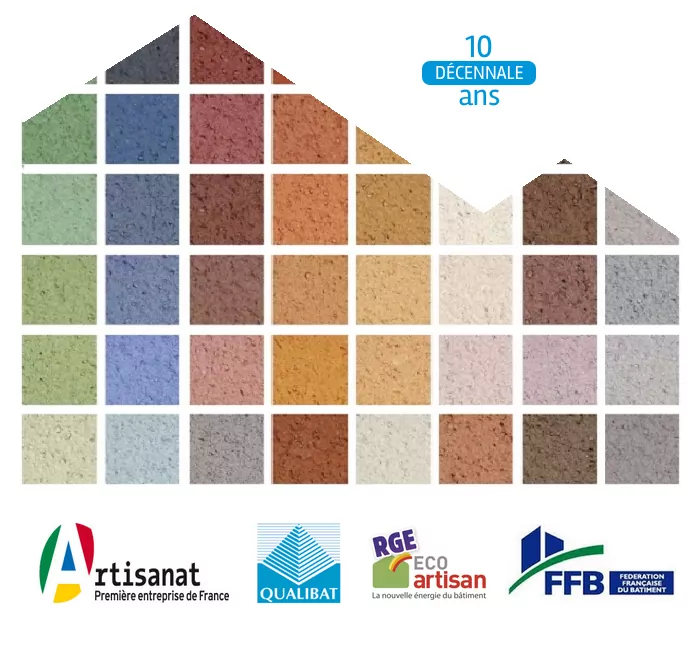 10
DÉCENNALE
ans
Artisanat
Première entreprise de France
QUALIBAT
RGE
ECO
artisan
La nouvelle énergie du bâtiment
FFB
FEDERATION
FRANÇAISE
DU BATIMENT